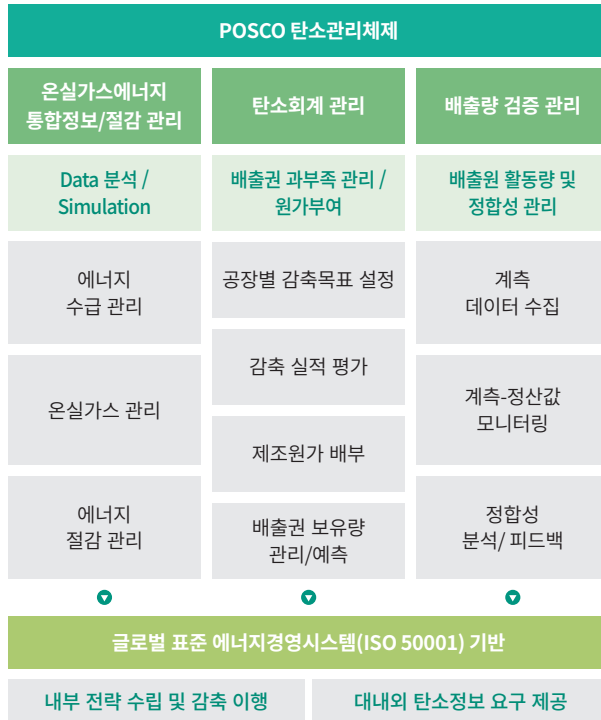 POSCO 탄소관리체제
온실가스에너지
통합정보/절감 관리
Data 분석 /
Simulation
에너지
수급 관리
온실가스 관리
에너지
절감 관리
탄소회계 관리
배출권 과부족 관리 /
원가부여
공장별 감축목표 설정
감축 실적 평가
제조원가 배부
배출권 보유량
관리/예측
배출량 검증 관리
배출원 활동량 및
정합성 관리
계측
데이터 수집
계측-정산값
모니터링
정합성
분석/ 피드백
글로벌 표준 에너지경영시스템(ISO 50001) 기반
내부 전략 수립 및 감축 이행
대내외 탄소정보 요구 제공